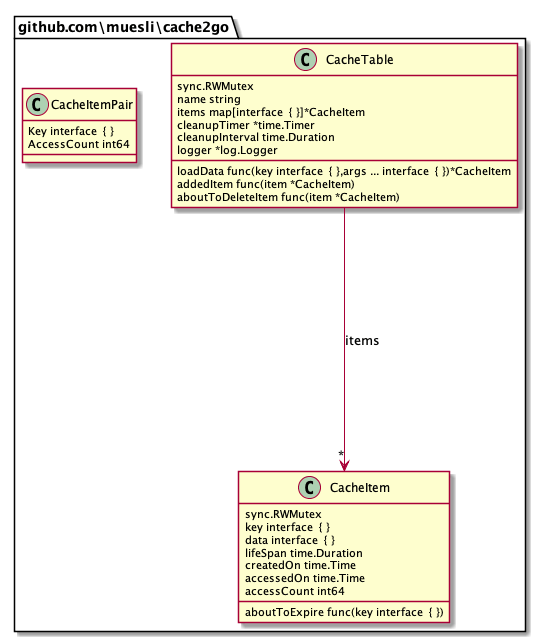 github.com\muesli\cache2go
C CacheItemPair
Key interface { }
AccessCount int64
C CacheTable
sync.RWMutex
name string
items map[interface { }]*CacheItem
cleanupTimer *time.Timer
cleanupInterval time.Duration
logger *log.Logger
loadData func(key interface { },args ... interface { })*CacheItem
addedItem func(item *CacheItem)
aboutToDeleteItem func(item *CacheItem)
items
*
C CacheItem
sync.RWMutex
key interface { }
data interface { }
lifeSpan time.Duration
createdOn time.Time
accessedOn time.Time
accessCount int64
aboutToExpire func(key interface { })